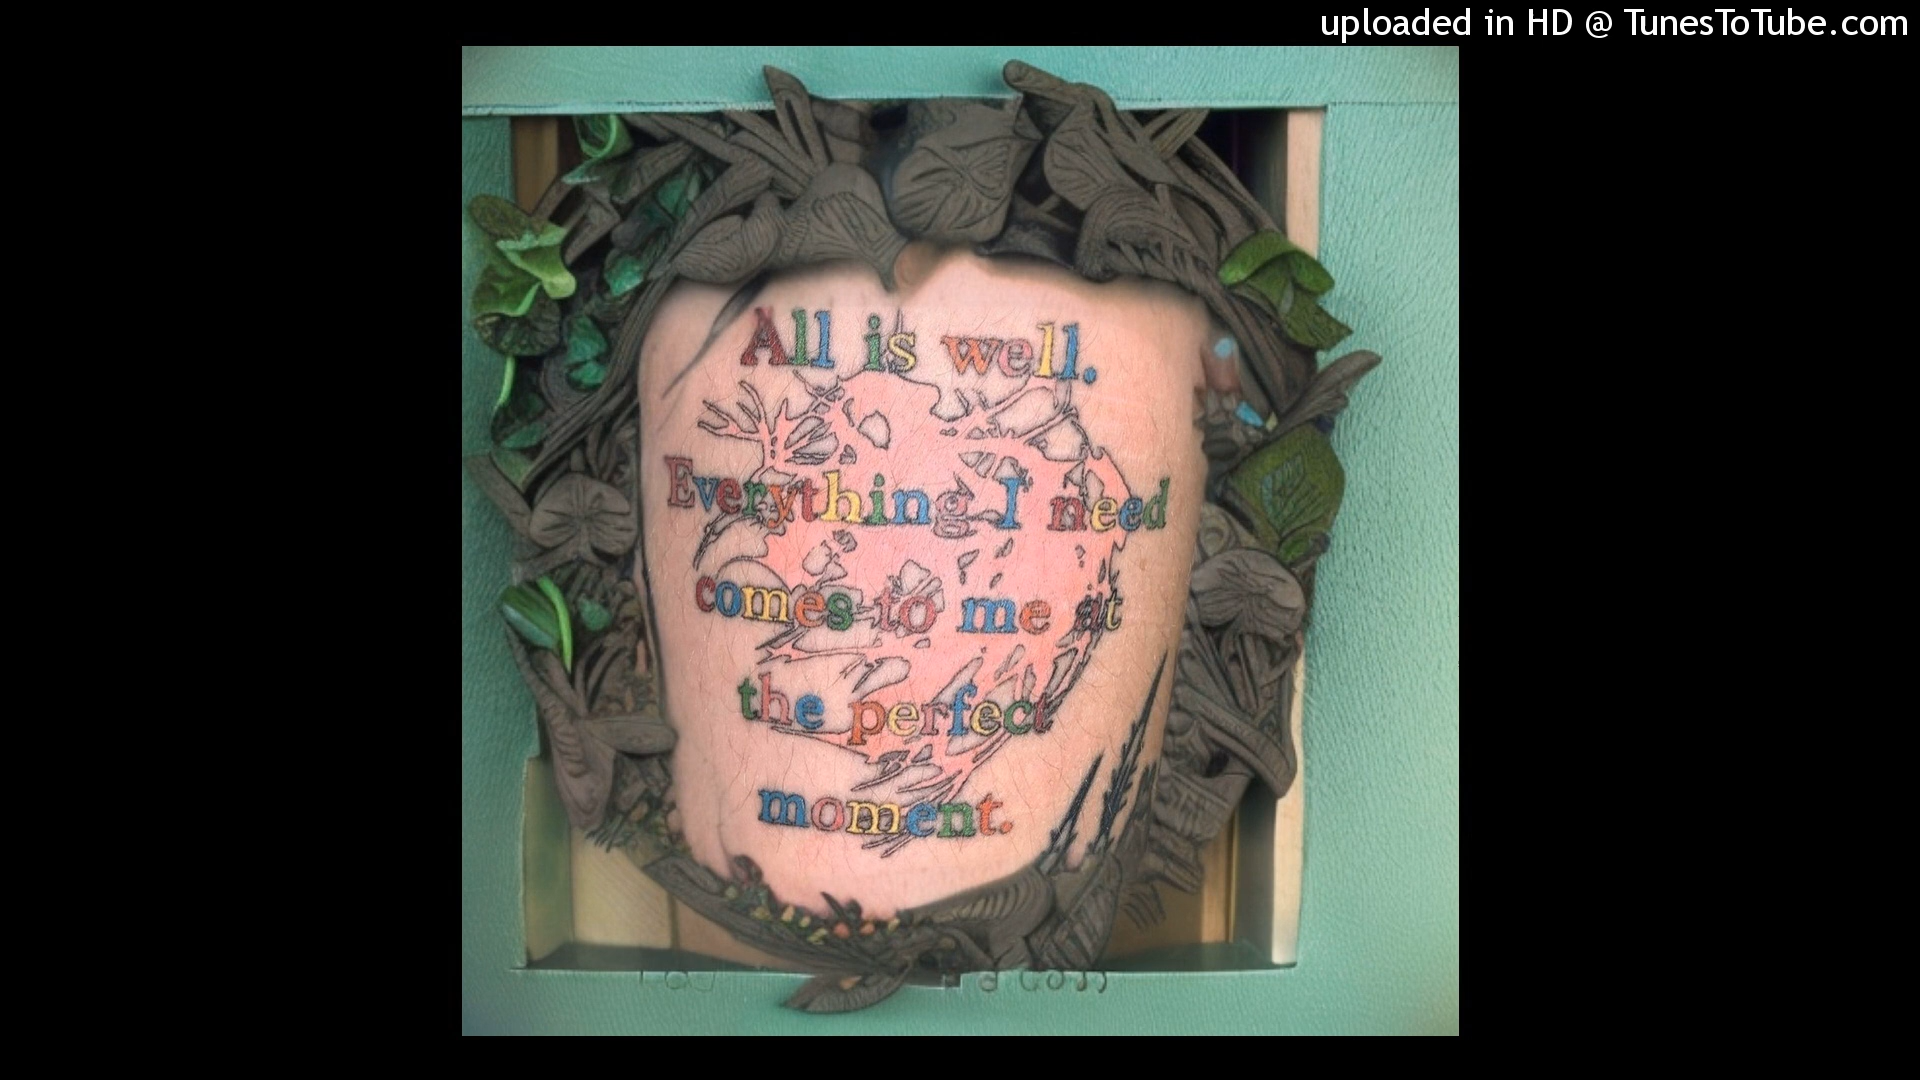 uploaded in HD @ TunesToTube.com
All is well.
Everything I need
comes to me at
the perfect
moment.